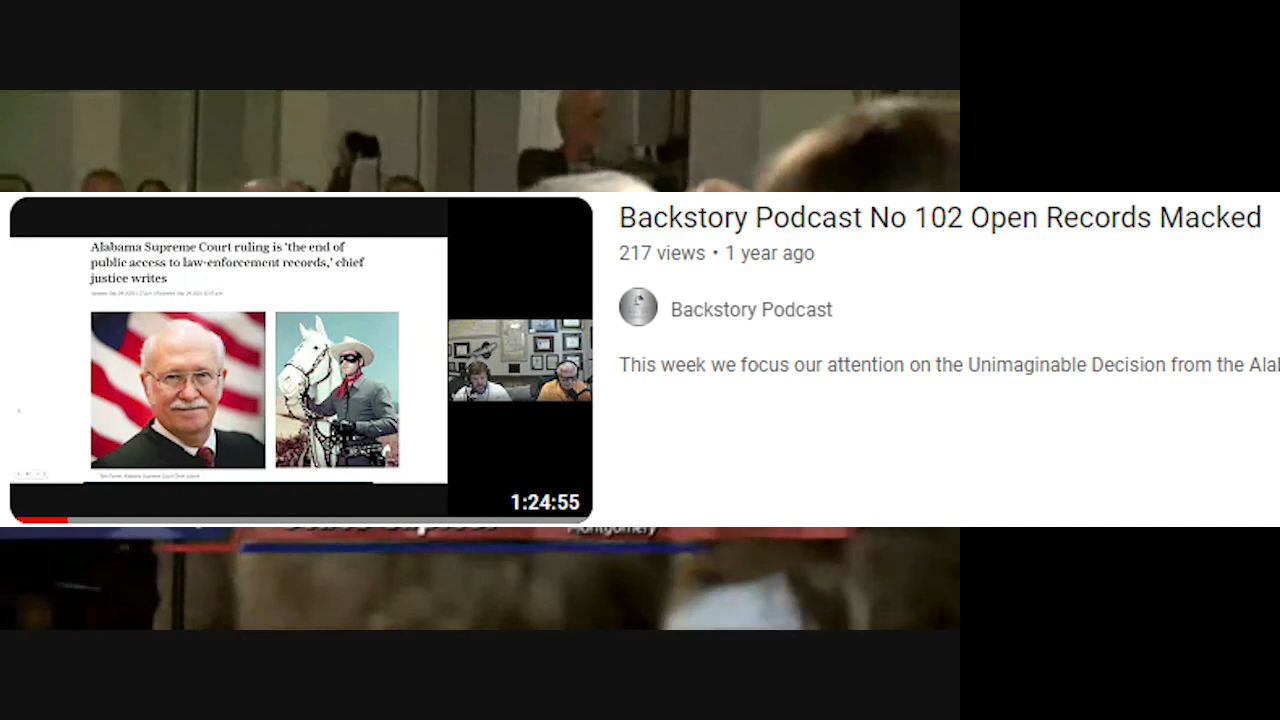 Backstory Podcast No 102 Open Records Macked
217 views • 1 year ago
Backstory Podcast
This week we focus our attention on the Unimaginable Decision from the Ala
Alabama Supreme Court ruling is 'the end of
public access to law-enforcement records,' chief
justice writes
1:24:55
Montgomery